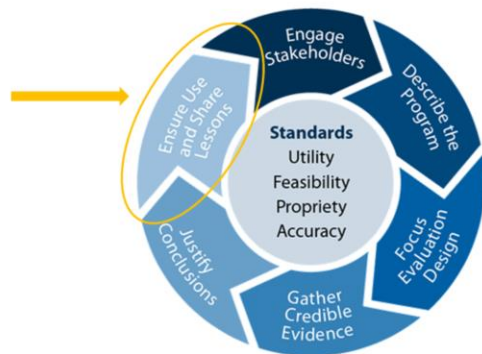 Engage
Stakeholders
Describe the
Program
Focus
Evaluation
Design
Gather
Credible
Evidence
Justify
Conclusions
Ensure Use
and Share
Lessons
Standards
Utility
Feasibility
Propriety
Accuracy